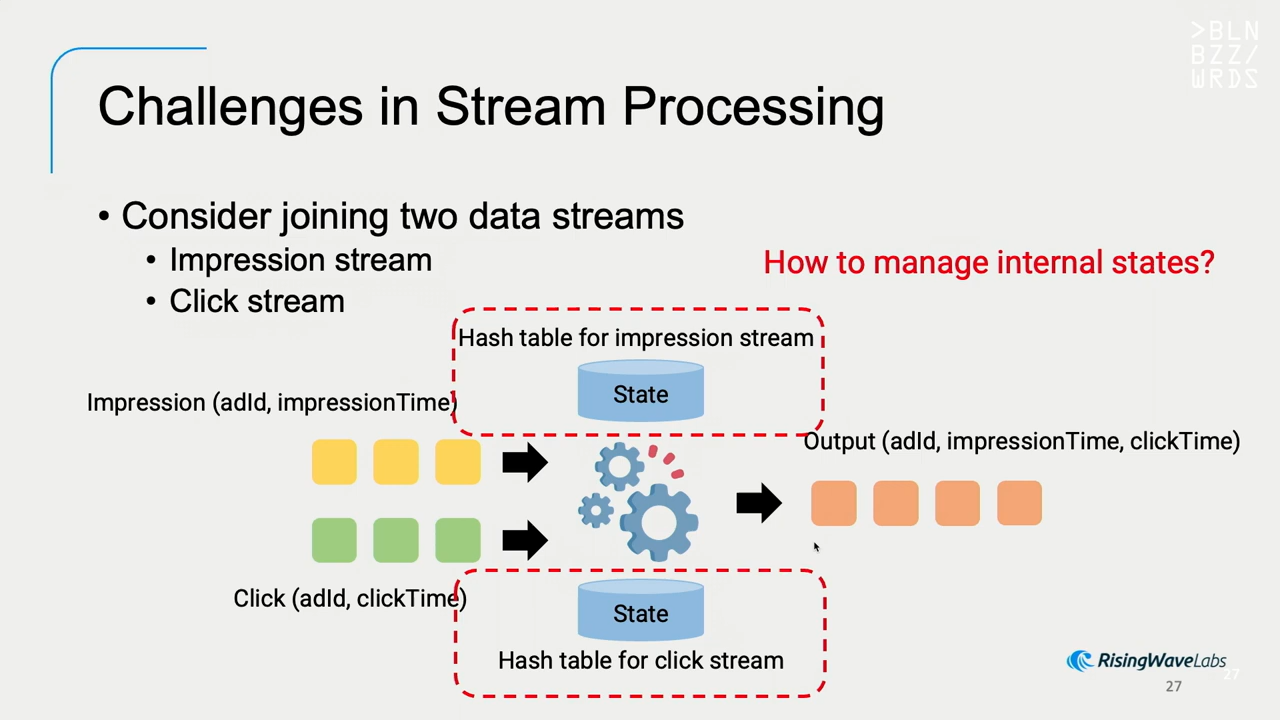 >BLN
BZZ/
WRDS
Challenges in Stream Processing
• Consider joining two data streams
• Impression stream
• Click stream
How to manage internal states?
Hash table for impression stream
State
Impression (adId, impressionTime)
Output (adId, impressionTime, clickTime)
Click (adId, clickTime)
State
Hash table for click stream
RisingWaveLabs
27
27